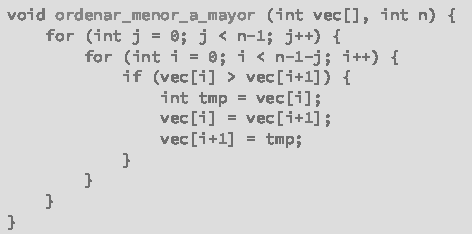 void ordenar_menor_a_mayor (int vec[], int n) {
    for (int j = 0; j < n-1; j++) {
        for (int i = 0; i < n-1-j; i++) {
            if (vec[i] > vec[i+1]) {
                int tmp = vec[i];
                vec[i] = vec[i+1];
                vec[i+1] = tmp;
            }
        }
    }
}